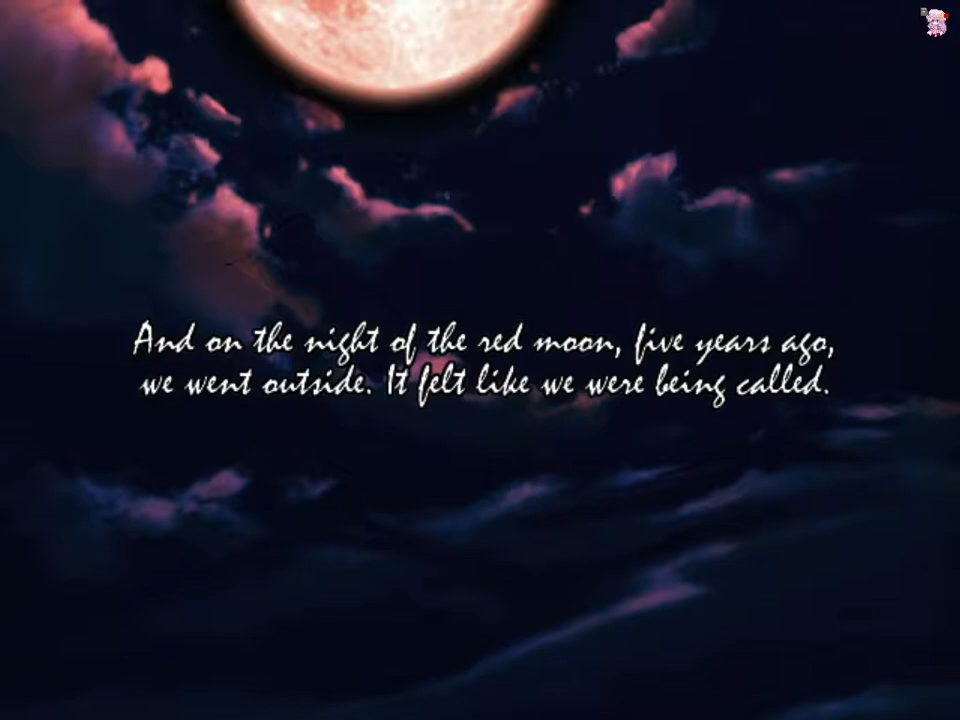 And on the night of the red moon, five years ago,
we went outside. It felt like we were being called.